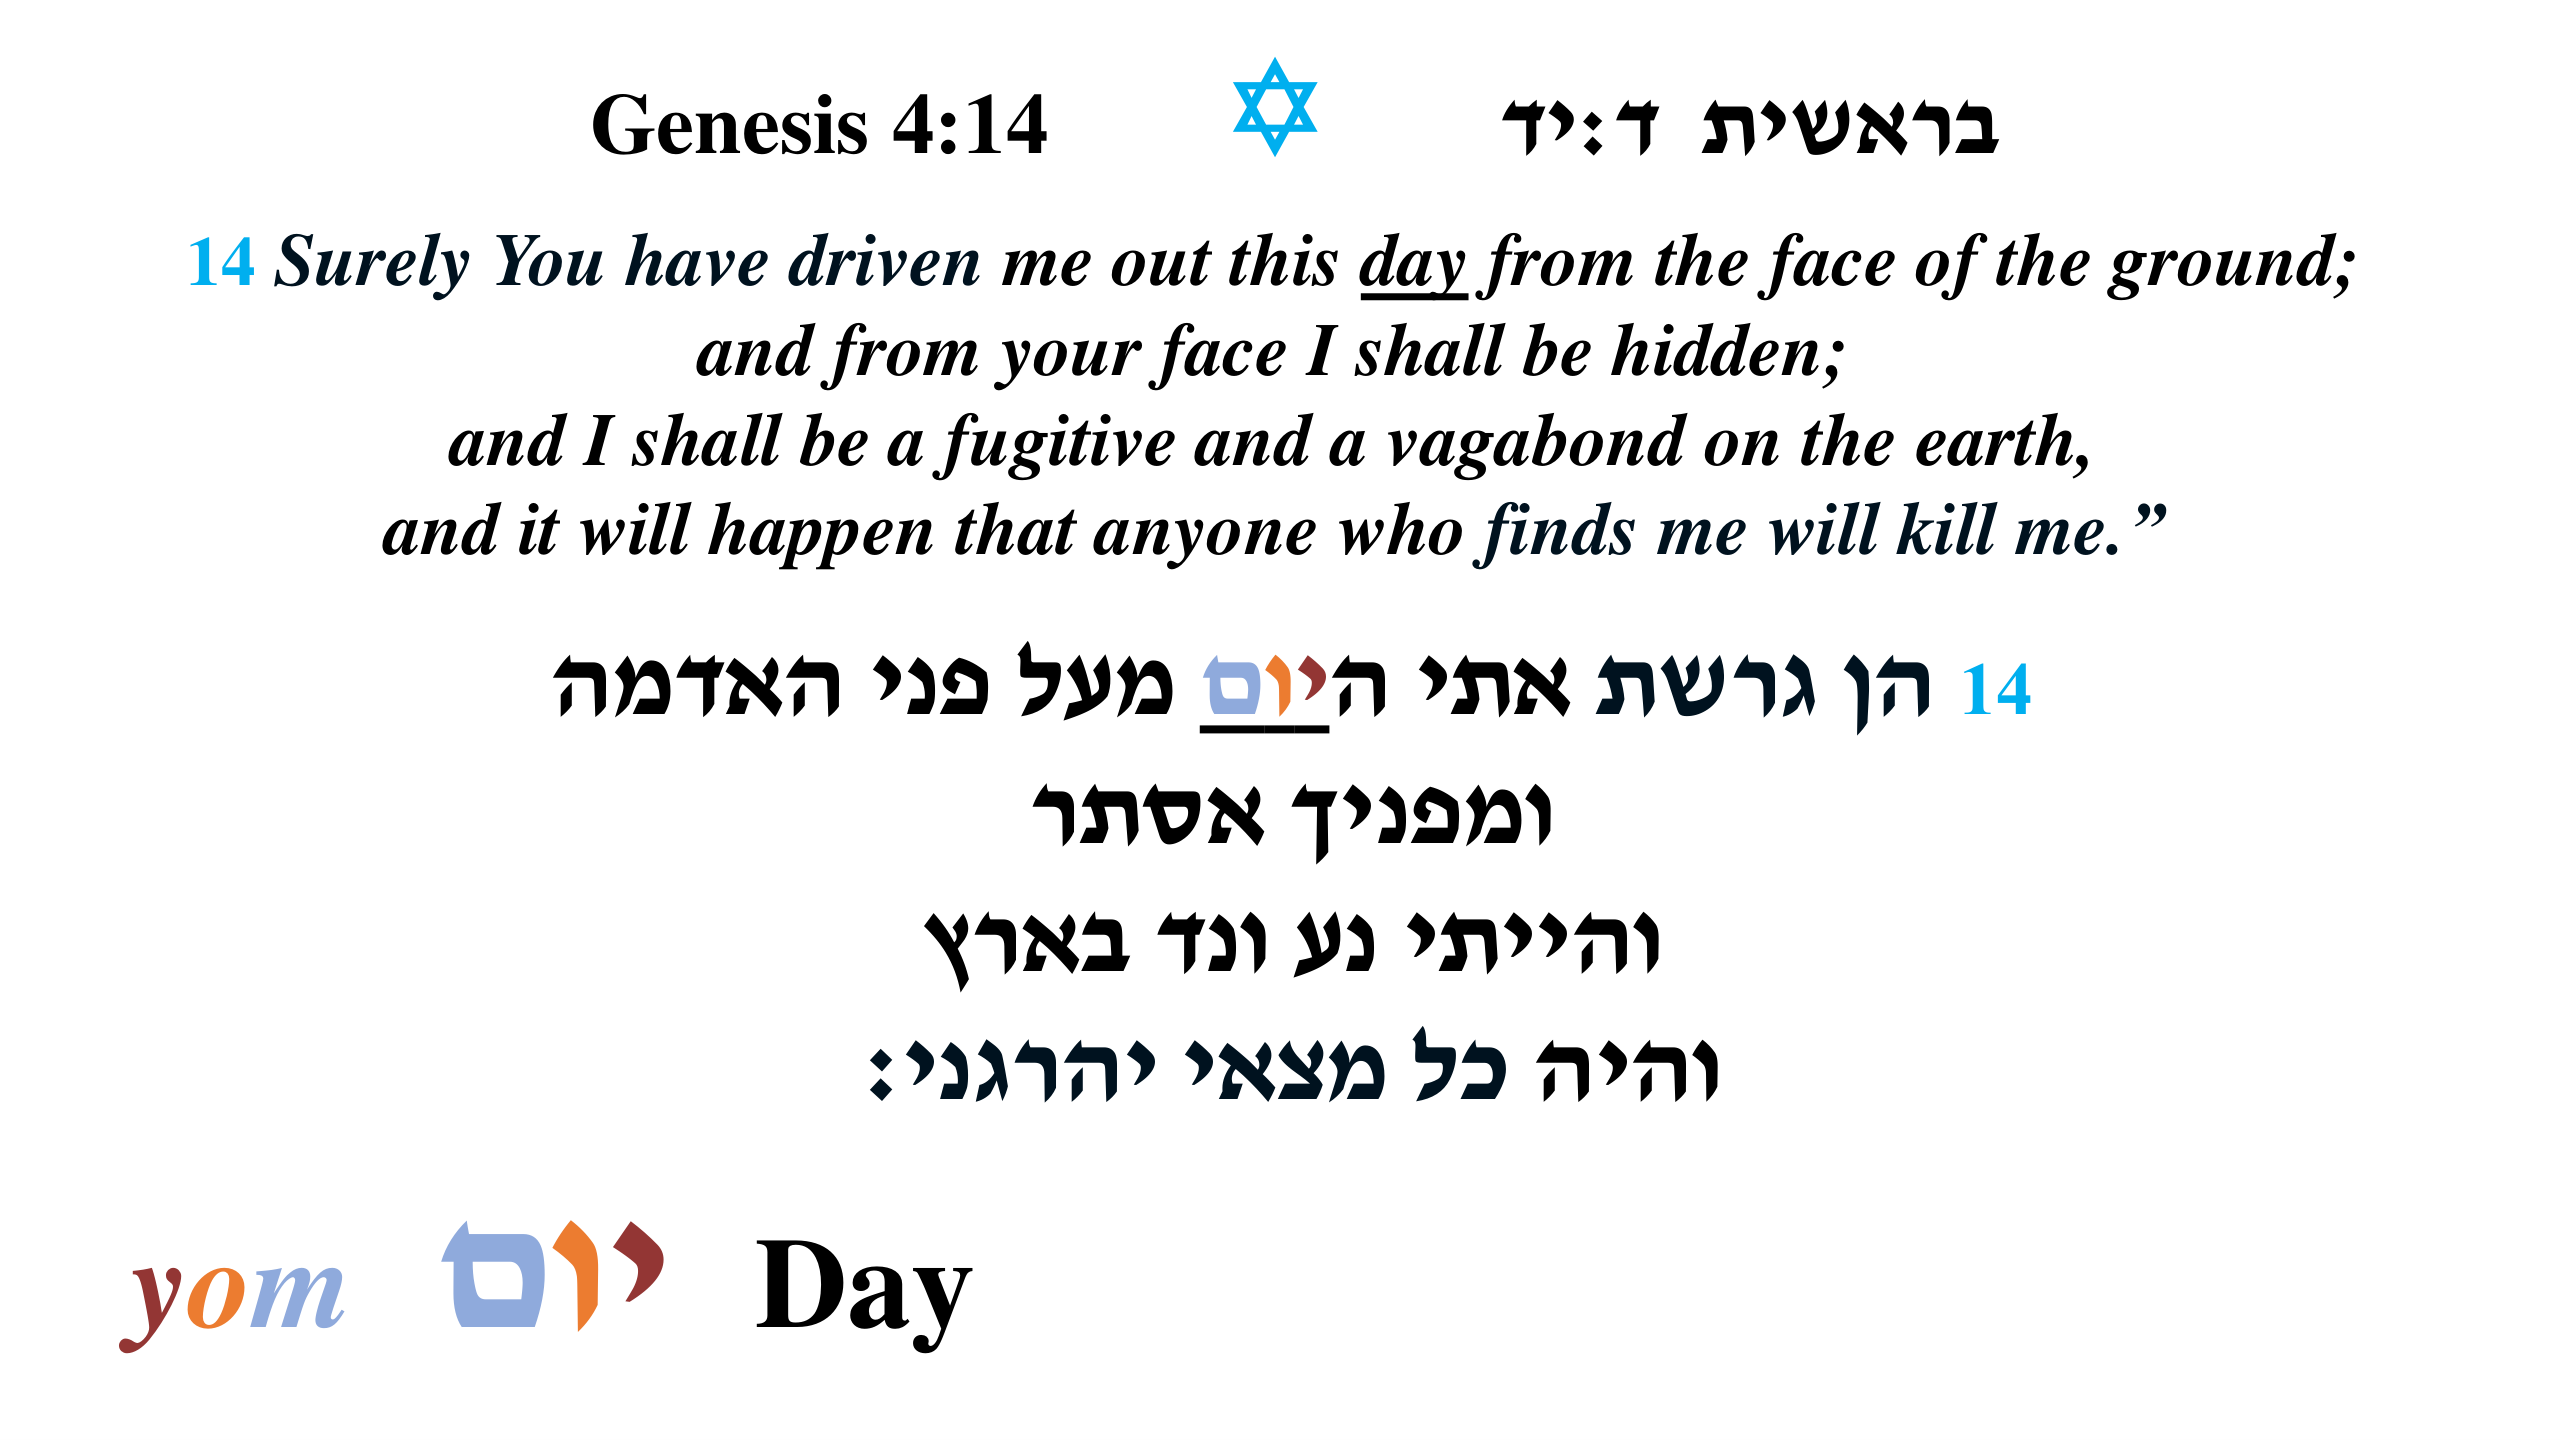 Genesis 4:14 ✡ בראשית ד:יד
14 Surely You have driven me out this day from the face of the ground;
and from your face I shall be hidden;
and I shall be a fugitive and a vagabond on the earth,
and it will happen that anyone who finds me will kill me.”
14 הן גרשת אתי היום מעל פני האדמה
ומפניך אסתר
והייתי נע ונד בארץ
והיה כל מצאי יהרגני:
yom יום Day